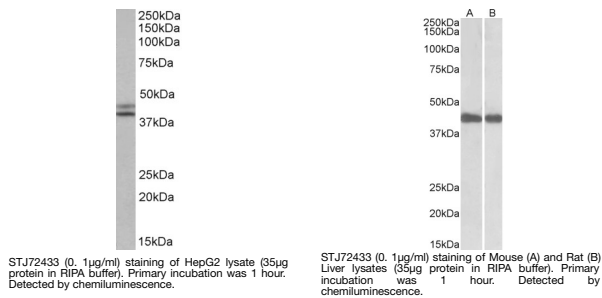 250kDa
150kDa
100kDa
75kDa
50kDa
37kDa
25kDa
20kDa
15kDa
STJ72433 (0. 1µg/ml) staining of HepG2 lysate (35µg
protein in RIPA buffer). Primary incubation was 1 hour.
Detected by chemiluminescence.
A B
250kDa
150kDa
100kDa
75kDa
50kDa
37kDa
25kDa
20kDa
15kDa
STJ72433 (0. 1µg/ml) staining of Mouse (A) and Rat (B)
Liver lysates (35µg protein in RIPA buffer). Primary
incubation was 1 hour. Detected by
chemiluminescence.